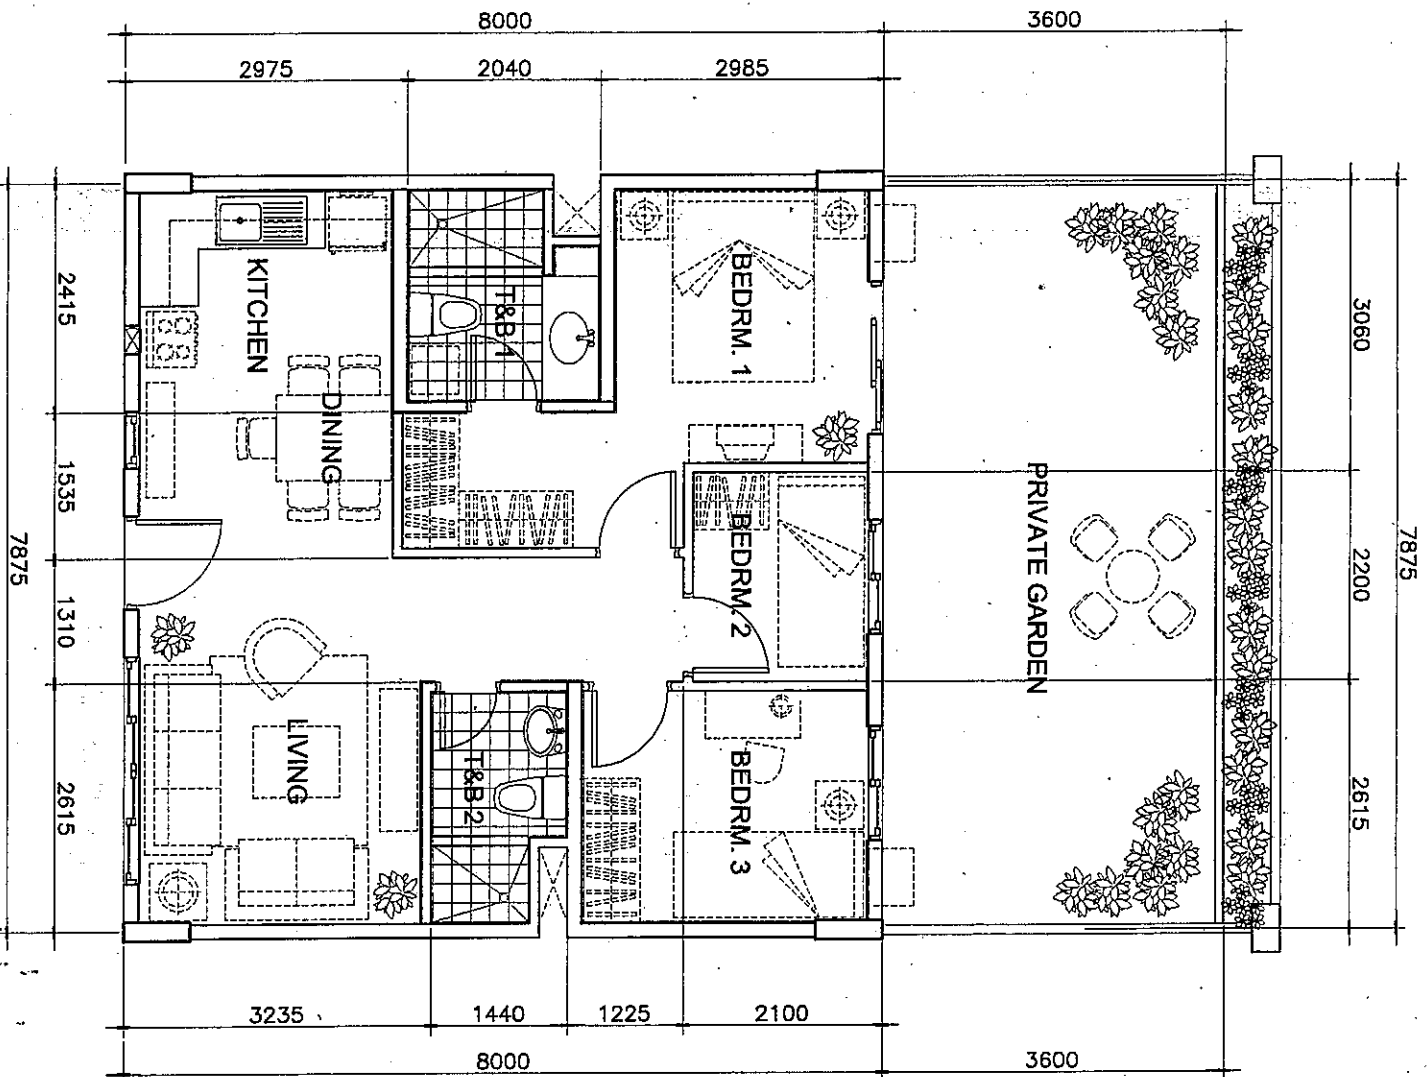 8000
3600
2975
2040
2985
2415
1535
1310
2615
7875
3060
2200
2615
7875
KITCHEN
DINING
T&B 1
BEDRM. 1
BEDRM. 2
PRIVATE GARDEN
LIVING
T&B 2
BEDRM. 3
3235
1440
1225
2100
8000
3600